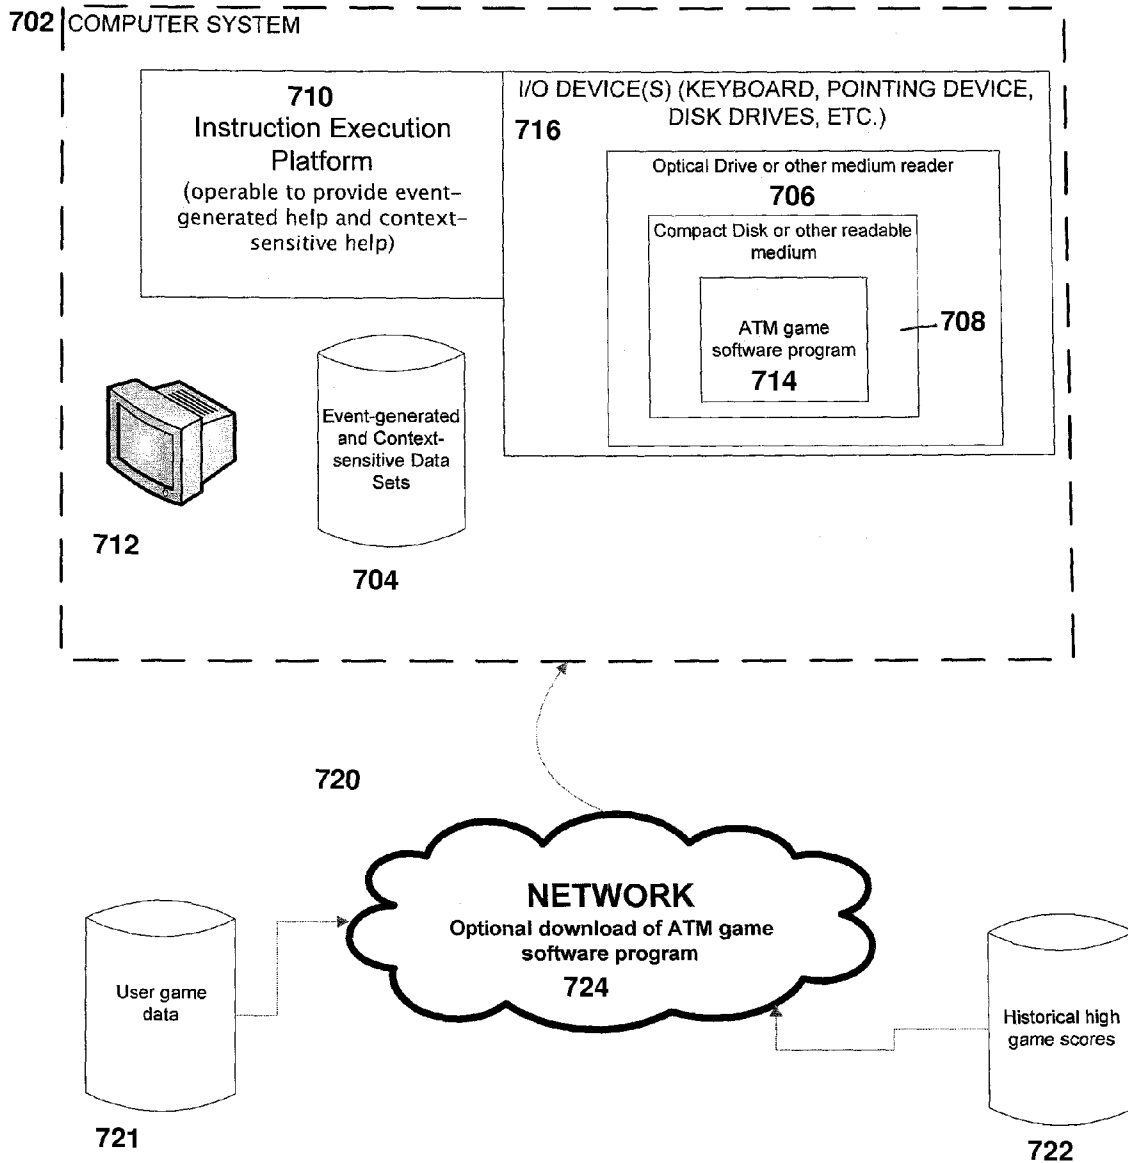 702 COMPUTER SYSTEM
710
Instruction Execution
Platform
(operable to provide event-
generated help and context-
sensitive help)
I/O DEVICE(S) (KEYBOARD, POINTING DEVICE,
DISK DRIVES, ETC.)
716
Optical Drive or other medium reader
706
Compact Disk or other readable
medium
ATM game
software program
714
708
Event-generated
and Context-
sensitive Data
Sets
712
704
720
NETWORK
Optional download of ATM game
software program
724
User game
data
721
Historical high
game scores
722